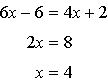 6x − 6 = 4x + 2
2x = 8
x = 4